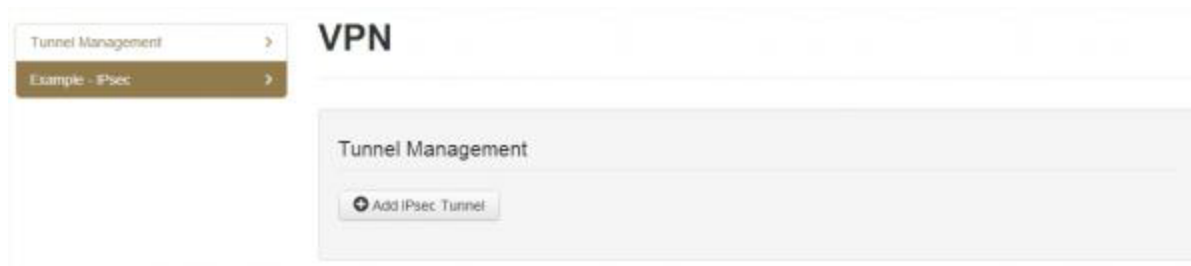 Tunnel Management
Example - IPsec
VPN
Tunnel Management
Add IPsec Tunnel